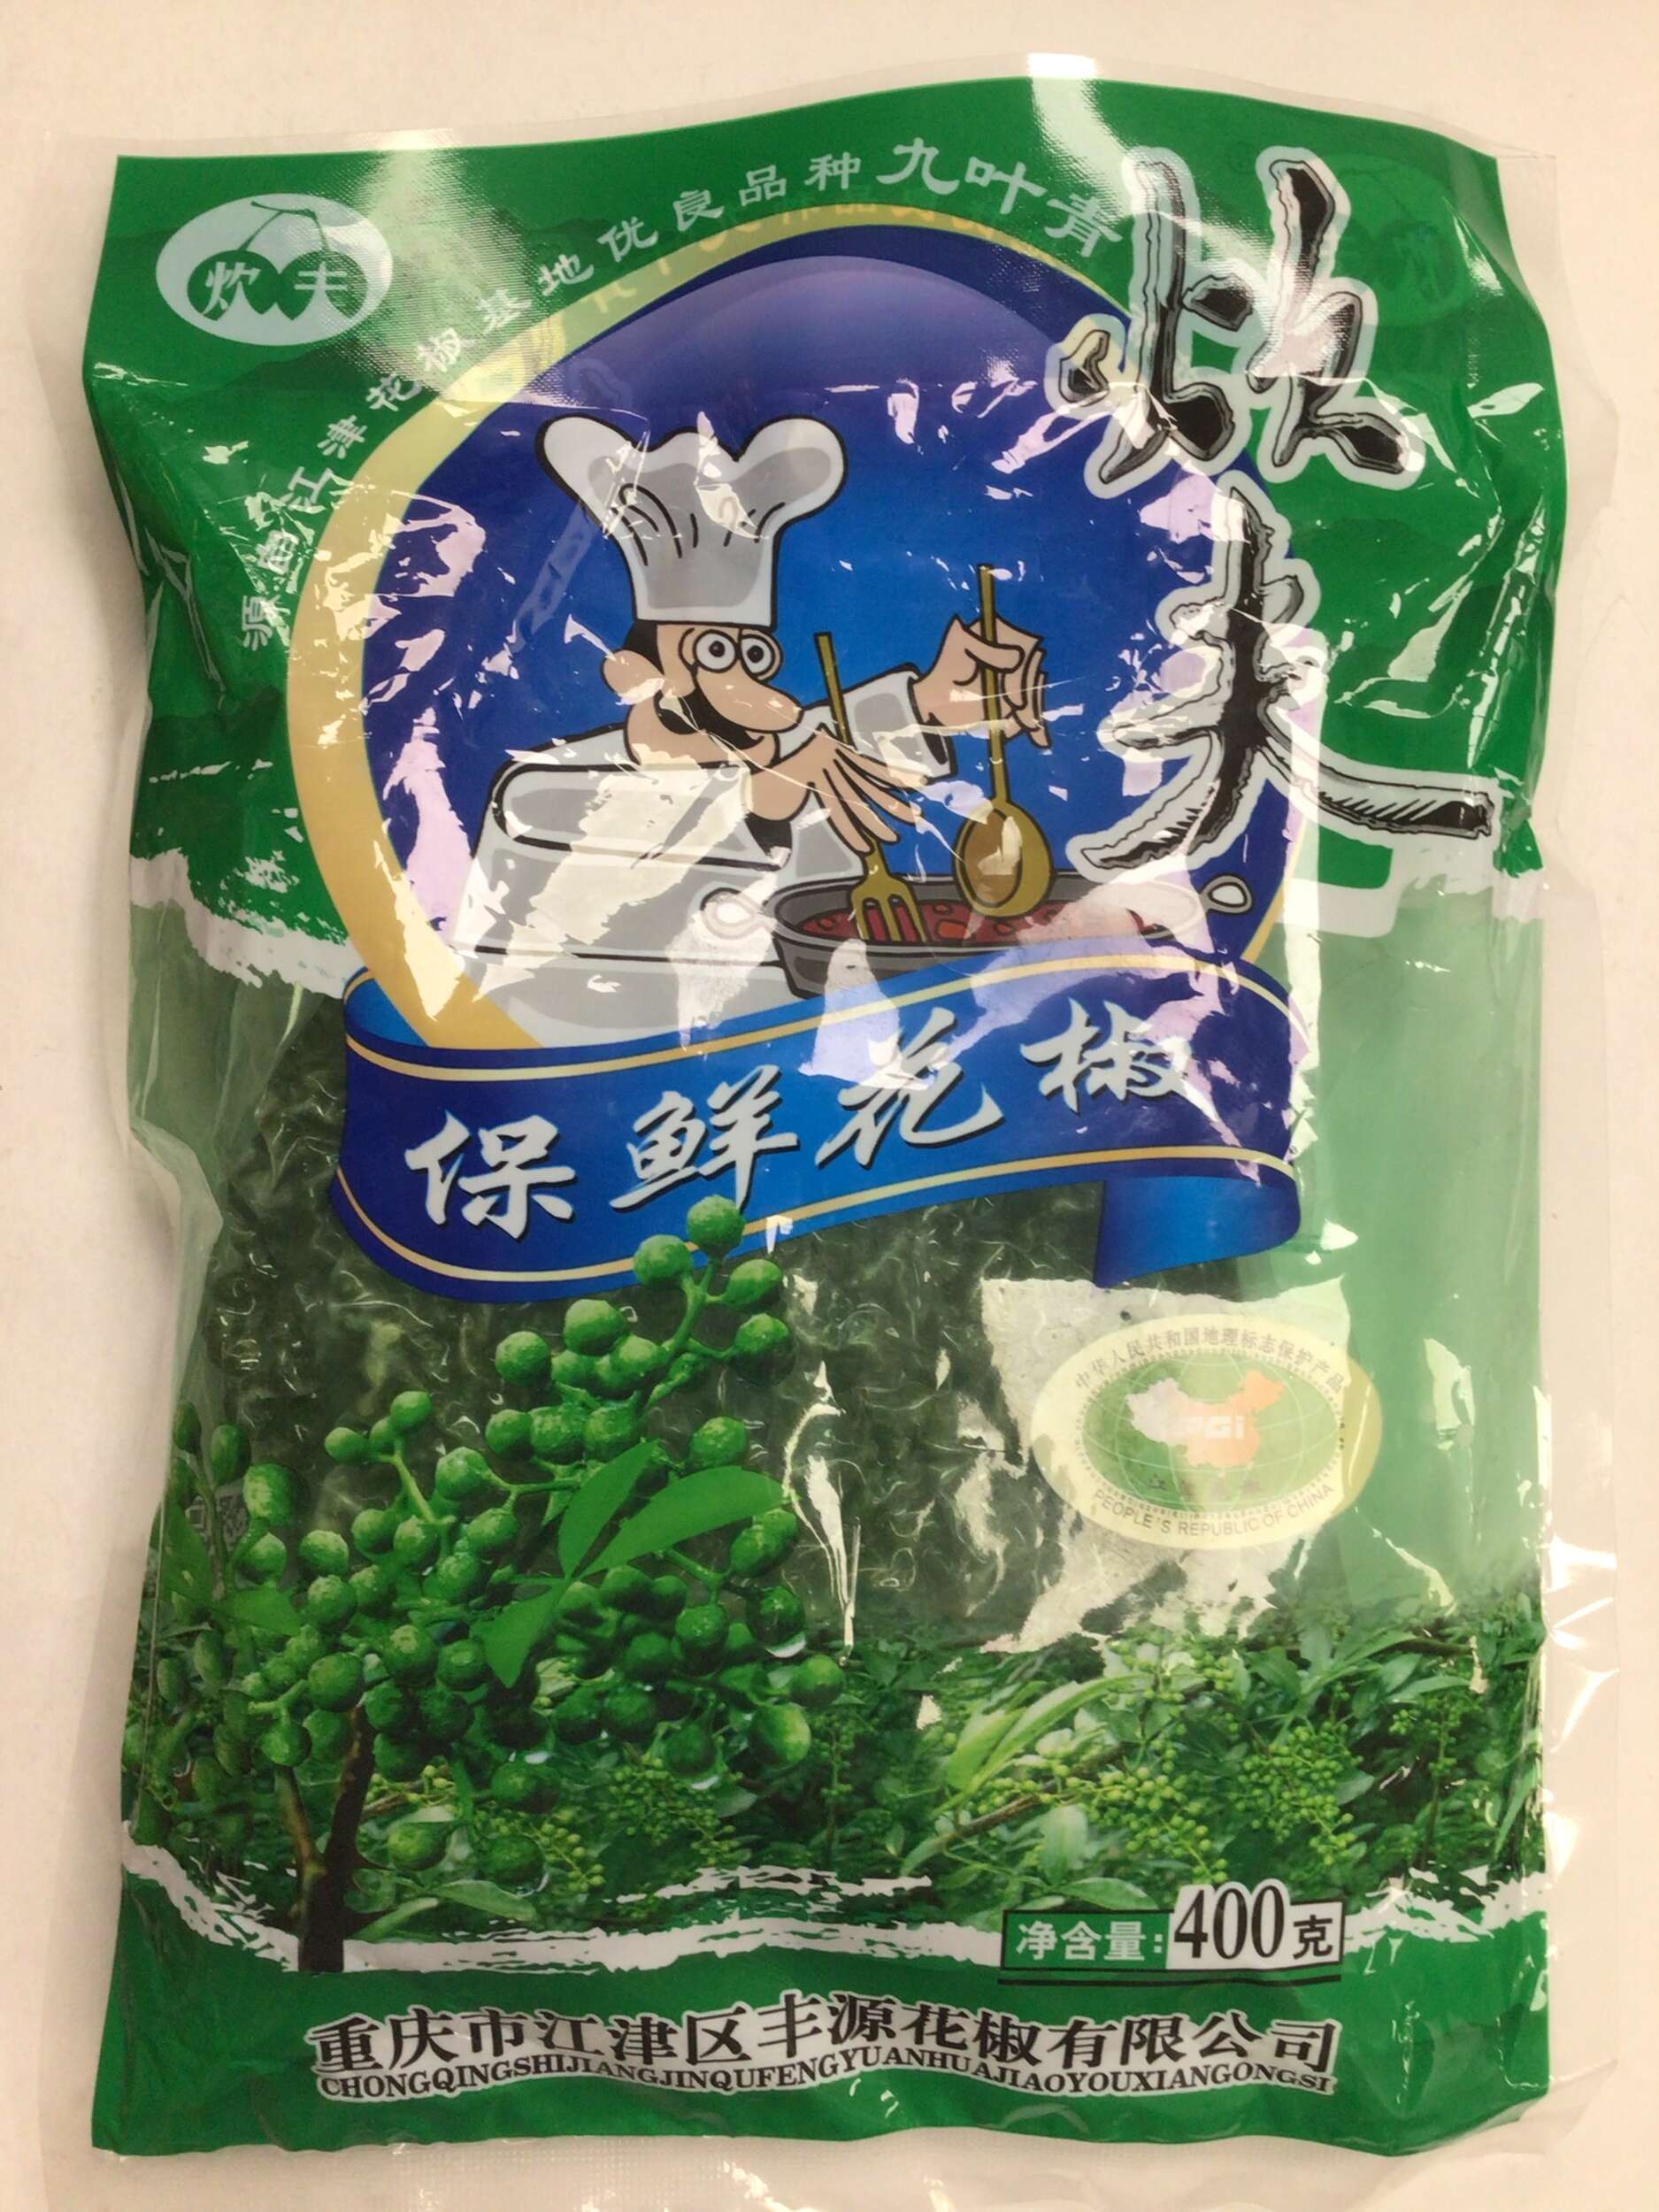 炊夫
源自江津花椒基地优良品种九叶青
炊夫
保鲜花椒
中华人民共和国地理标志保护产品
PGI
PEOPLE'S REPUBLIC OF CHINA
净含量:400克
重庆市江津区丰源花椒有限公司
CHONGQINGSHIJIANGJINQUFENGYUANHUAJIAOYOUXIANGONGSI